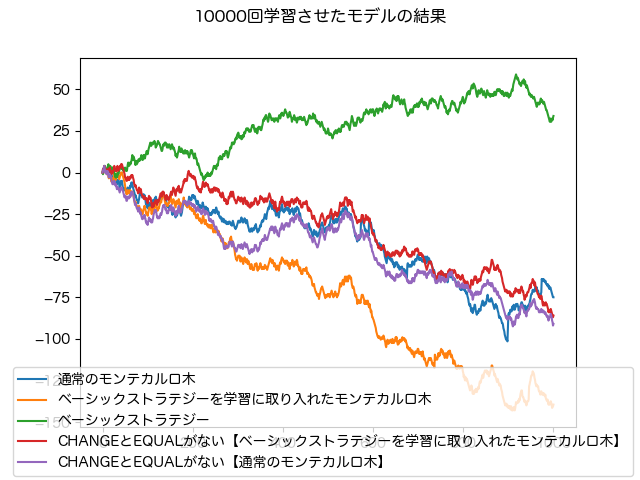 10000回学習させたモデルの結果
50
25
0
−25
−50
−75
−100
通常のモンテカルロ木
ベーシックストラテジーを学習に取り入れたモンテカルロ木
ベーシックストラテジー
CHANGEとEQUALがない【ベーシックストラテジーを学習に取り入れたモンテカルロ木】
CHANGEとEQUALがない【通常のモンテカルロ木】